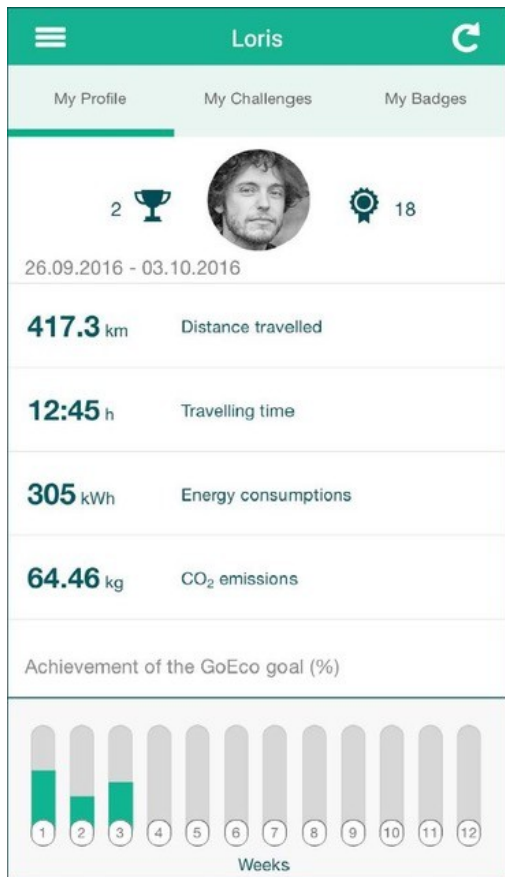 Loris
My Profile My Challenges My Badges
2 18
26.09.2016 - 03.10.2016
417.3 km Distance travelled
12:45 h Travelling time
305 kWh Energy consumptions
64.46 kg CO₂ emissions
Achievement of the GoEco goal (%)
1 2 3 4 5 6 7 8 9 10 11 12
Weeks